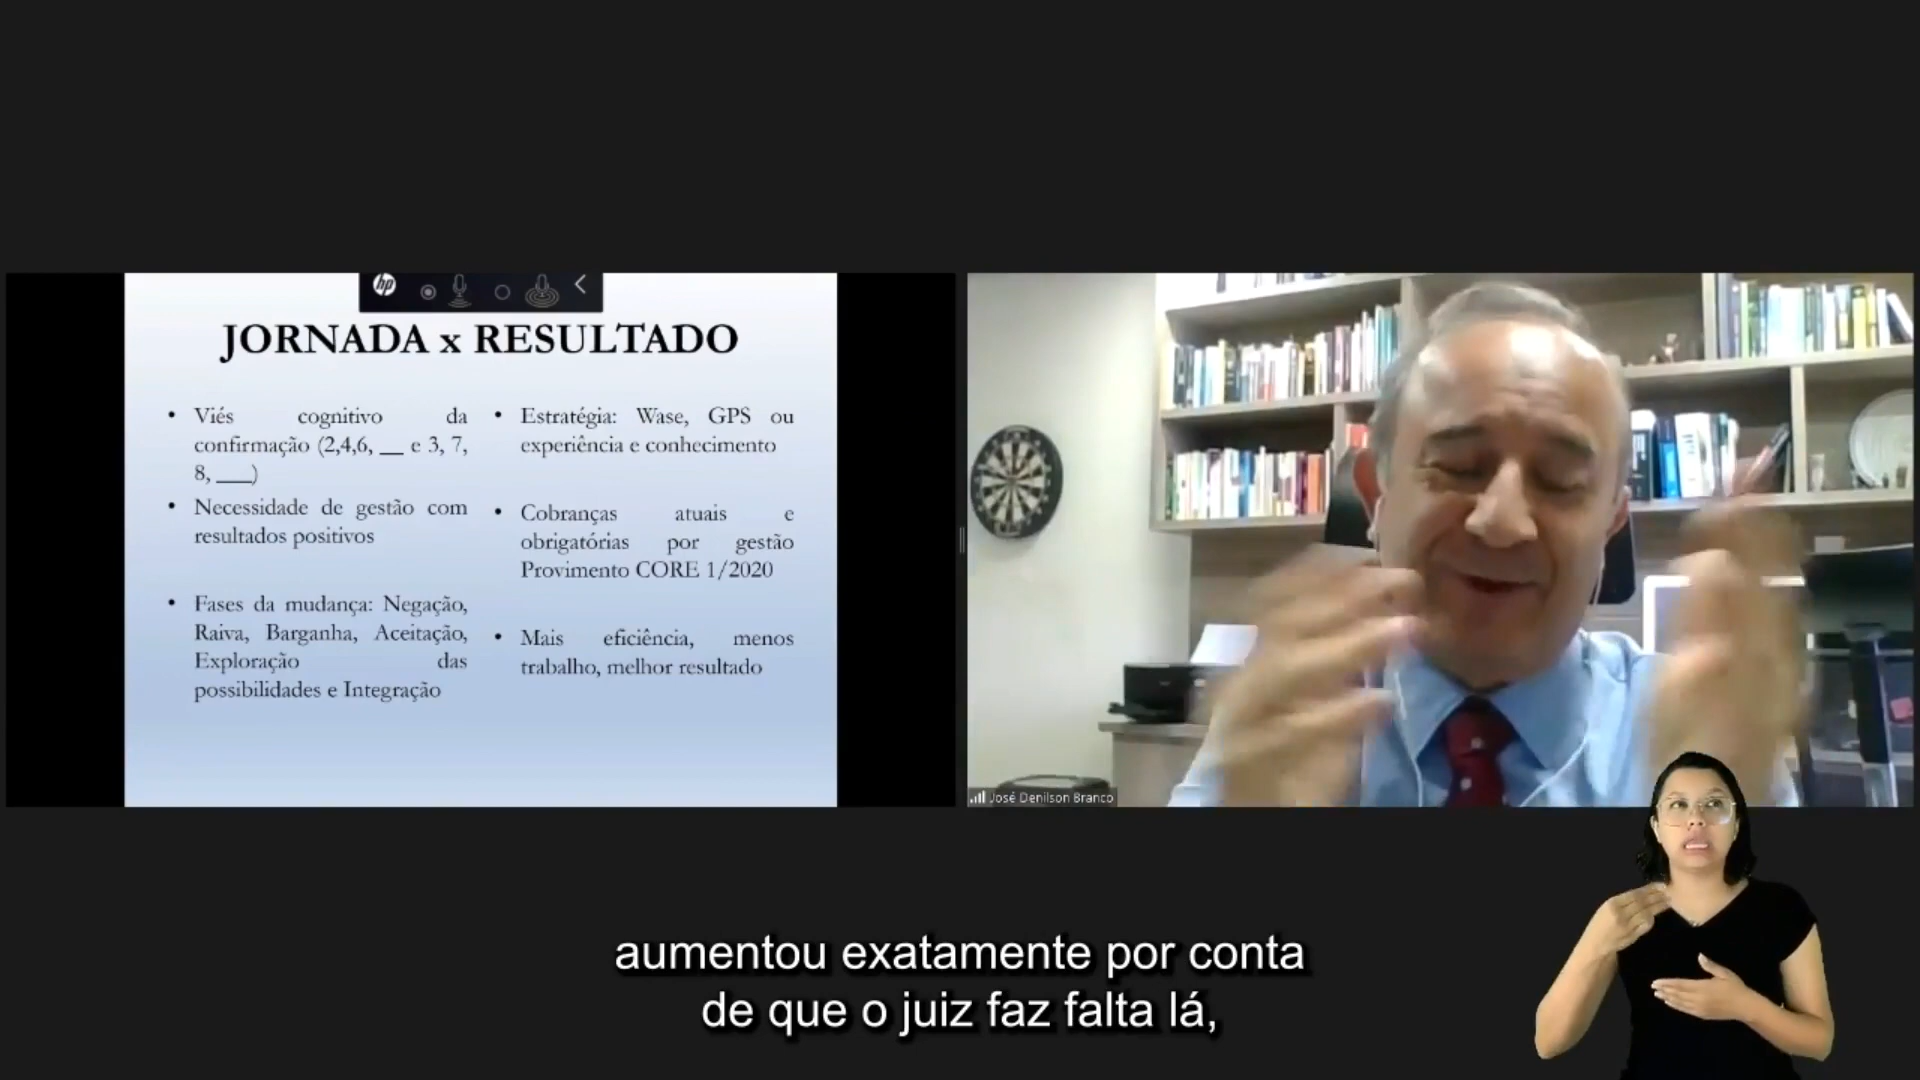 hp
JORNADA x RESULTADO
• Viés cognitivo da
confirmação (2,4,6, __ e 3, 7,
8, ___)
• Necessidade de gestão com
resultados positivos
• Fases da mudança: Negação,
Raiva, Barganha, Aceitação,
Exploração das
possibilidades e Integração
• Estratégia: Wase, GPS ou
experiência e conhecimento
• Cobranças atuais e
obrigatórias por gestão
Provimento CORE 1/2020
• Mais eficiência, menos
trabalho, melhor resultado
José Denilson Branco
aumentou exatamente por conta
de que o juiz faz falta lá,